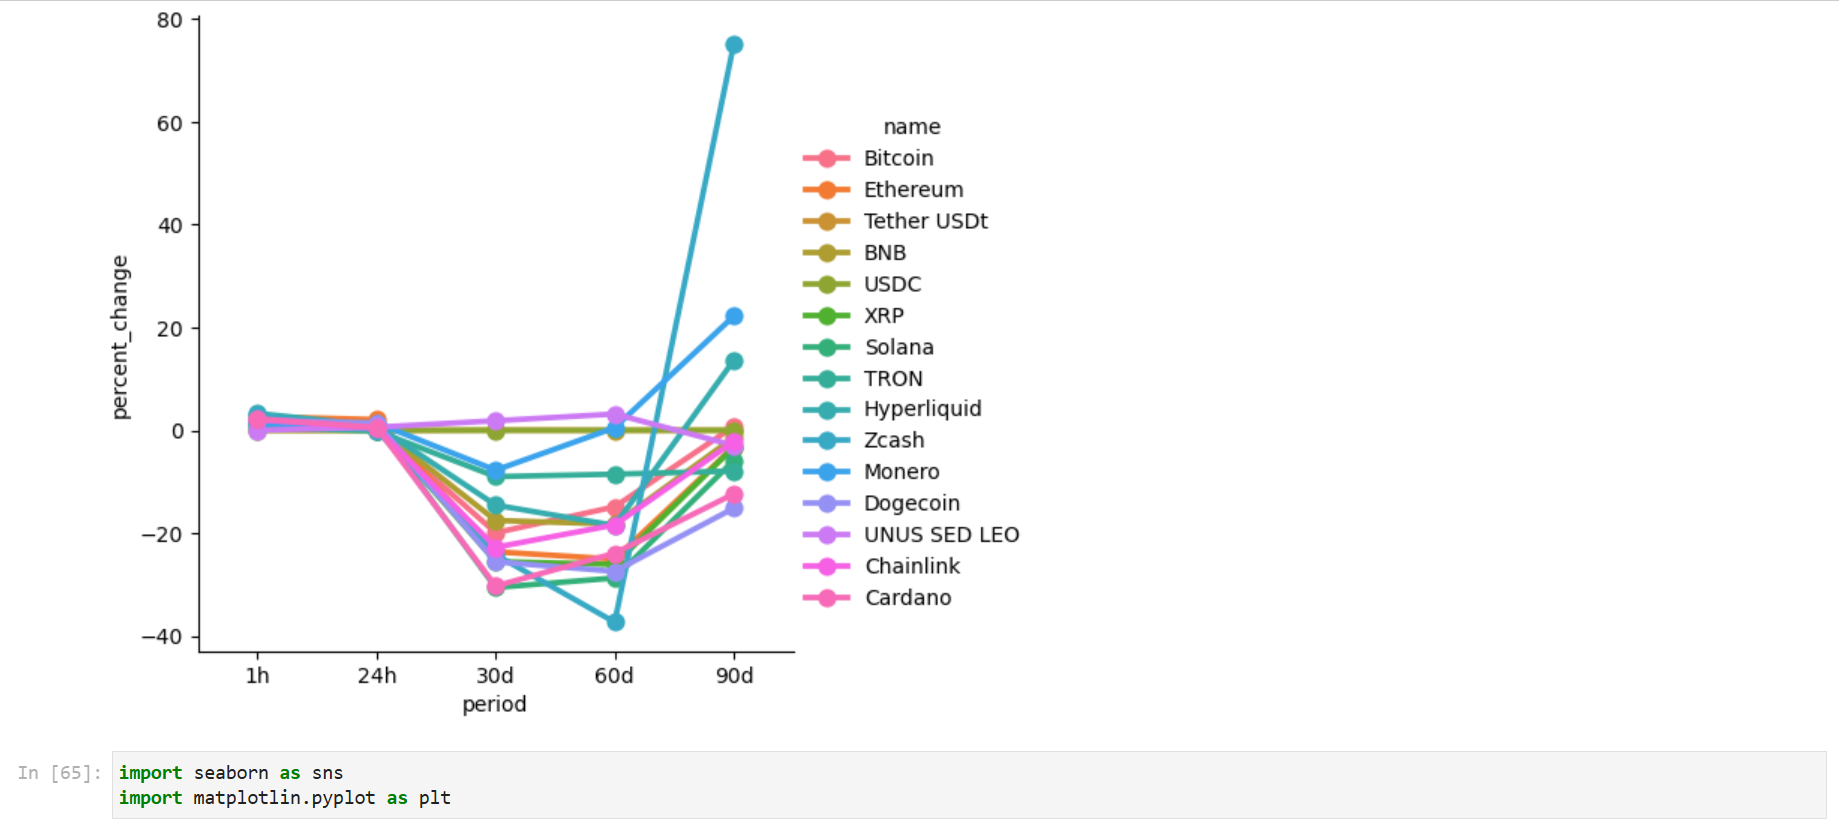 80
60
40
20
0
−20
−40
percent_change
1h 24h 30d 60d 90d
period
name
Bitcoin
Ethereum
Tether USDt
BNB
USDC
XRP
Solana
TRON
Hyperliquid
Zcash
Monero
Dogecoin
UNUS SED LEO
Chainlink
Cardano
In [65]: import seaborn as sns
import matplotlin.pyplot as plt